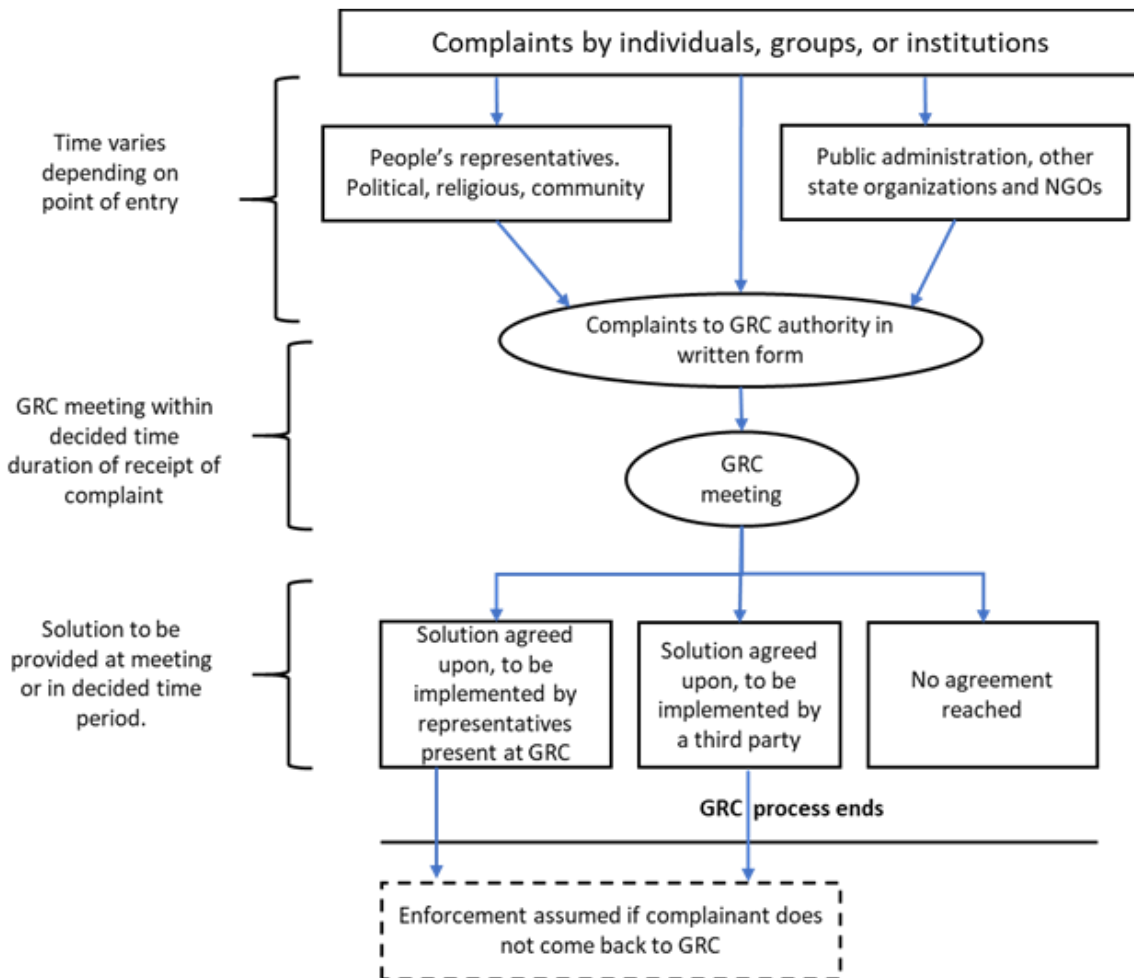 Complaints by individuals, groups, or institutions
Time varies
depending on
point of entry
People's representatives.
Political, religious, community
Public administration, other
state organizations and NGOs
Complaints to GRC authority in
written form
GRC meeting within
decided time
duration of receipt of
complaint
GRC
meeting
Solution to be
provided at meeting
or in decided time
period.
Solution agreed
upon, to be
implemented by
representatives
present at GRC
Solution agreed
upon, to be
implemented by
a third party
No agreement
reached
GRC process ends
Enforcement assumed if complainant does
not come back to GRC